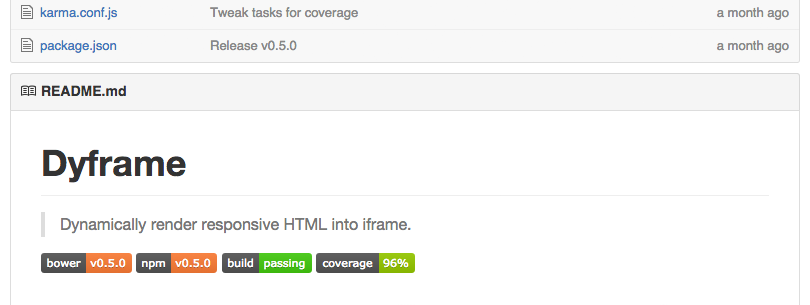 karma.conf.js Tweak tasks for coverage a month ago
package.json Release v0.5.0 a month ago
README.md
Dyframe
Dynamically render responsive HTML into iframe.
bower v0.5.0 npm v0.5.0 build passing coverage 96%